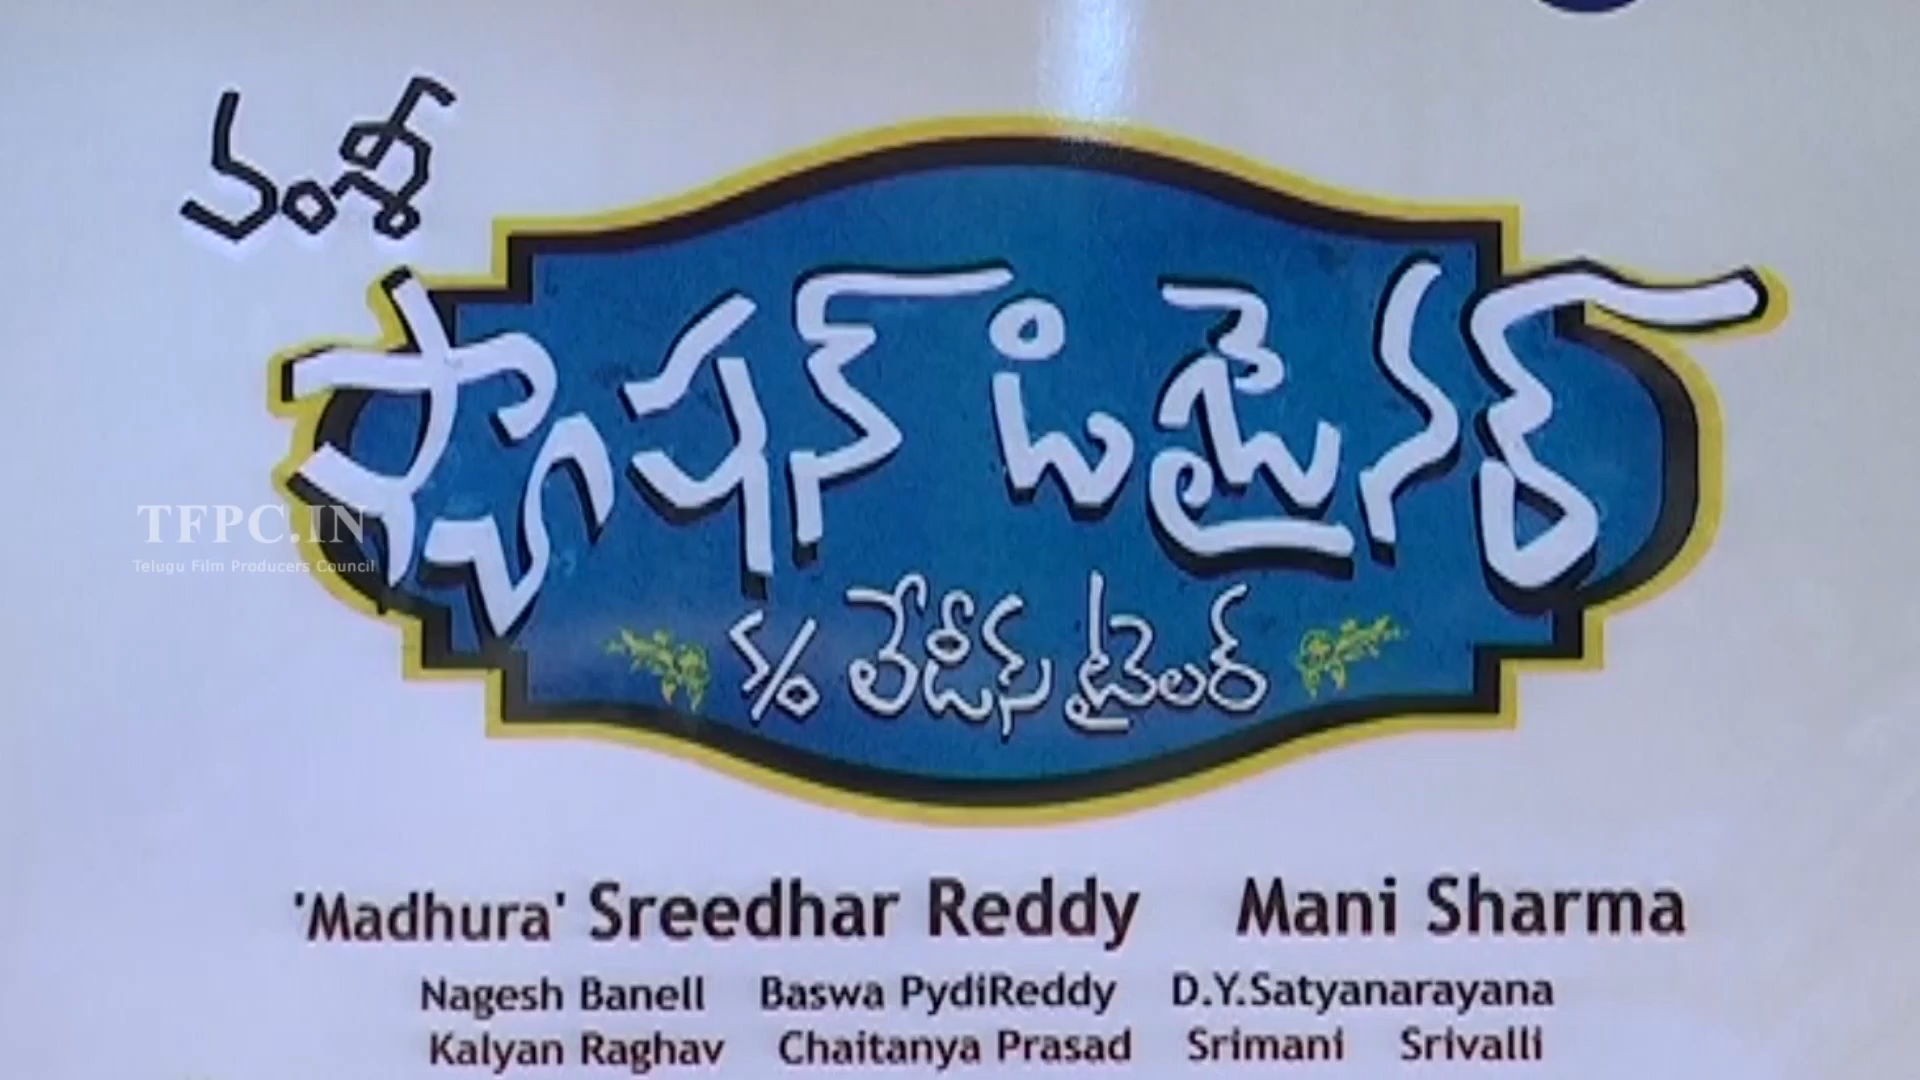 వంశీ
ఫ్యాషన్ డిజైనర్
s/o లేడీస్ టైలర్
TFPC.IN
Telugu Film Producers Council
'Madhura' Sreedhar Reddy Mani Sharma
Nagesh Banell Baswa PydiReddy D.Y.Satyanarayana
Kalyan Raghav Chaitanya Prasad Srimani Srivalli